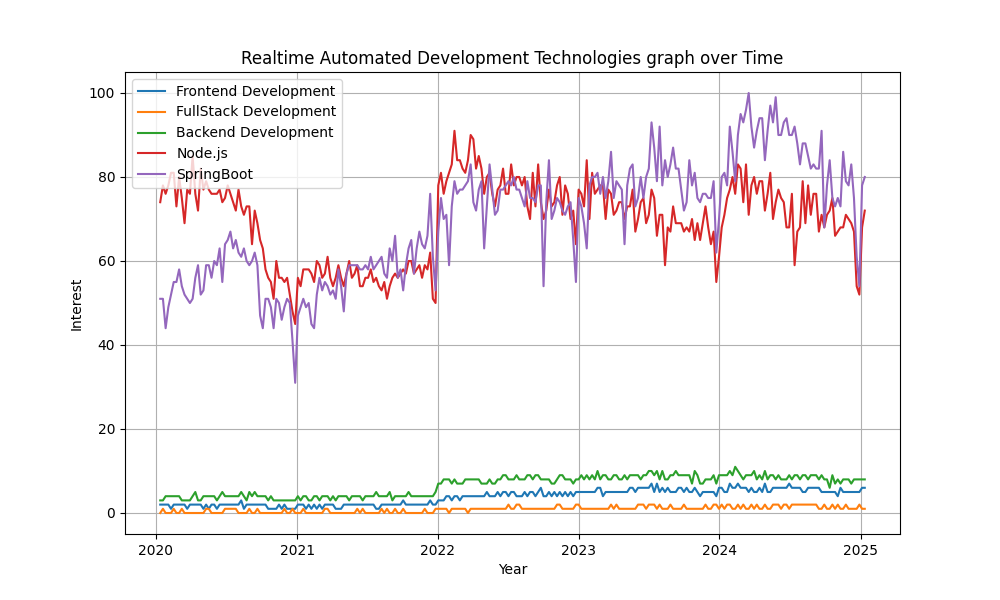 Realtime Automated Development Technologies graph over Time
Frontend Development
FullStack Development
Backend Development
Node.js
SpringBoot
100
80
60
40
20
0
Interest
2020 2021 2022 2023 2024 2025
Year